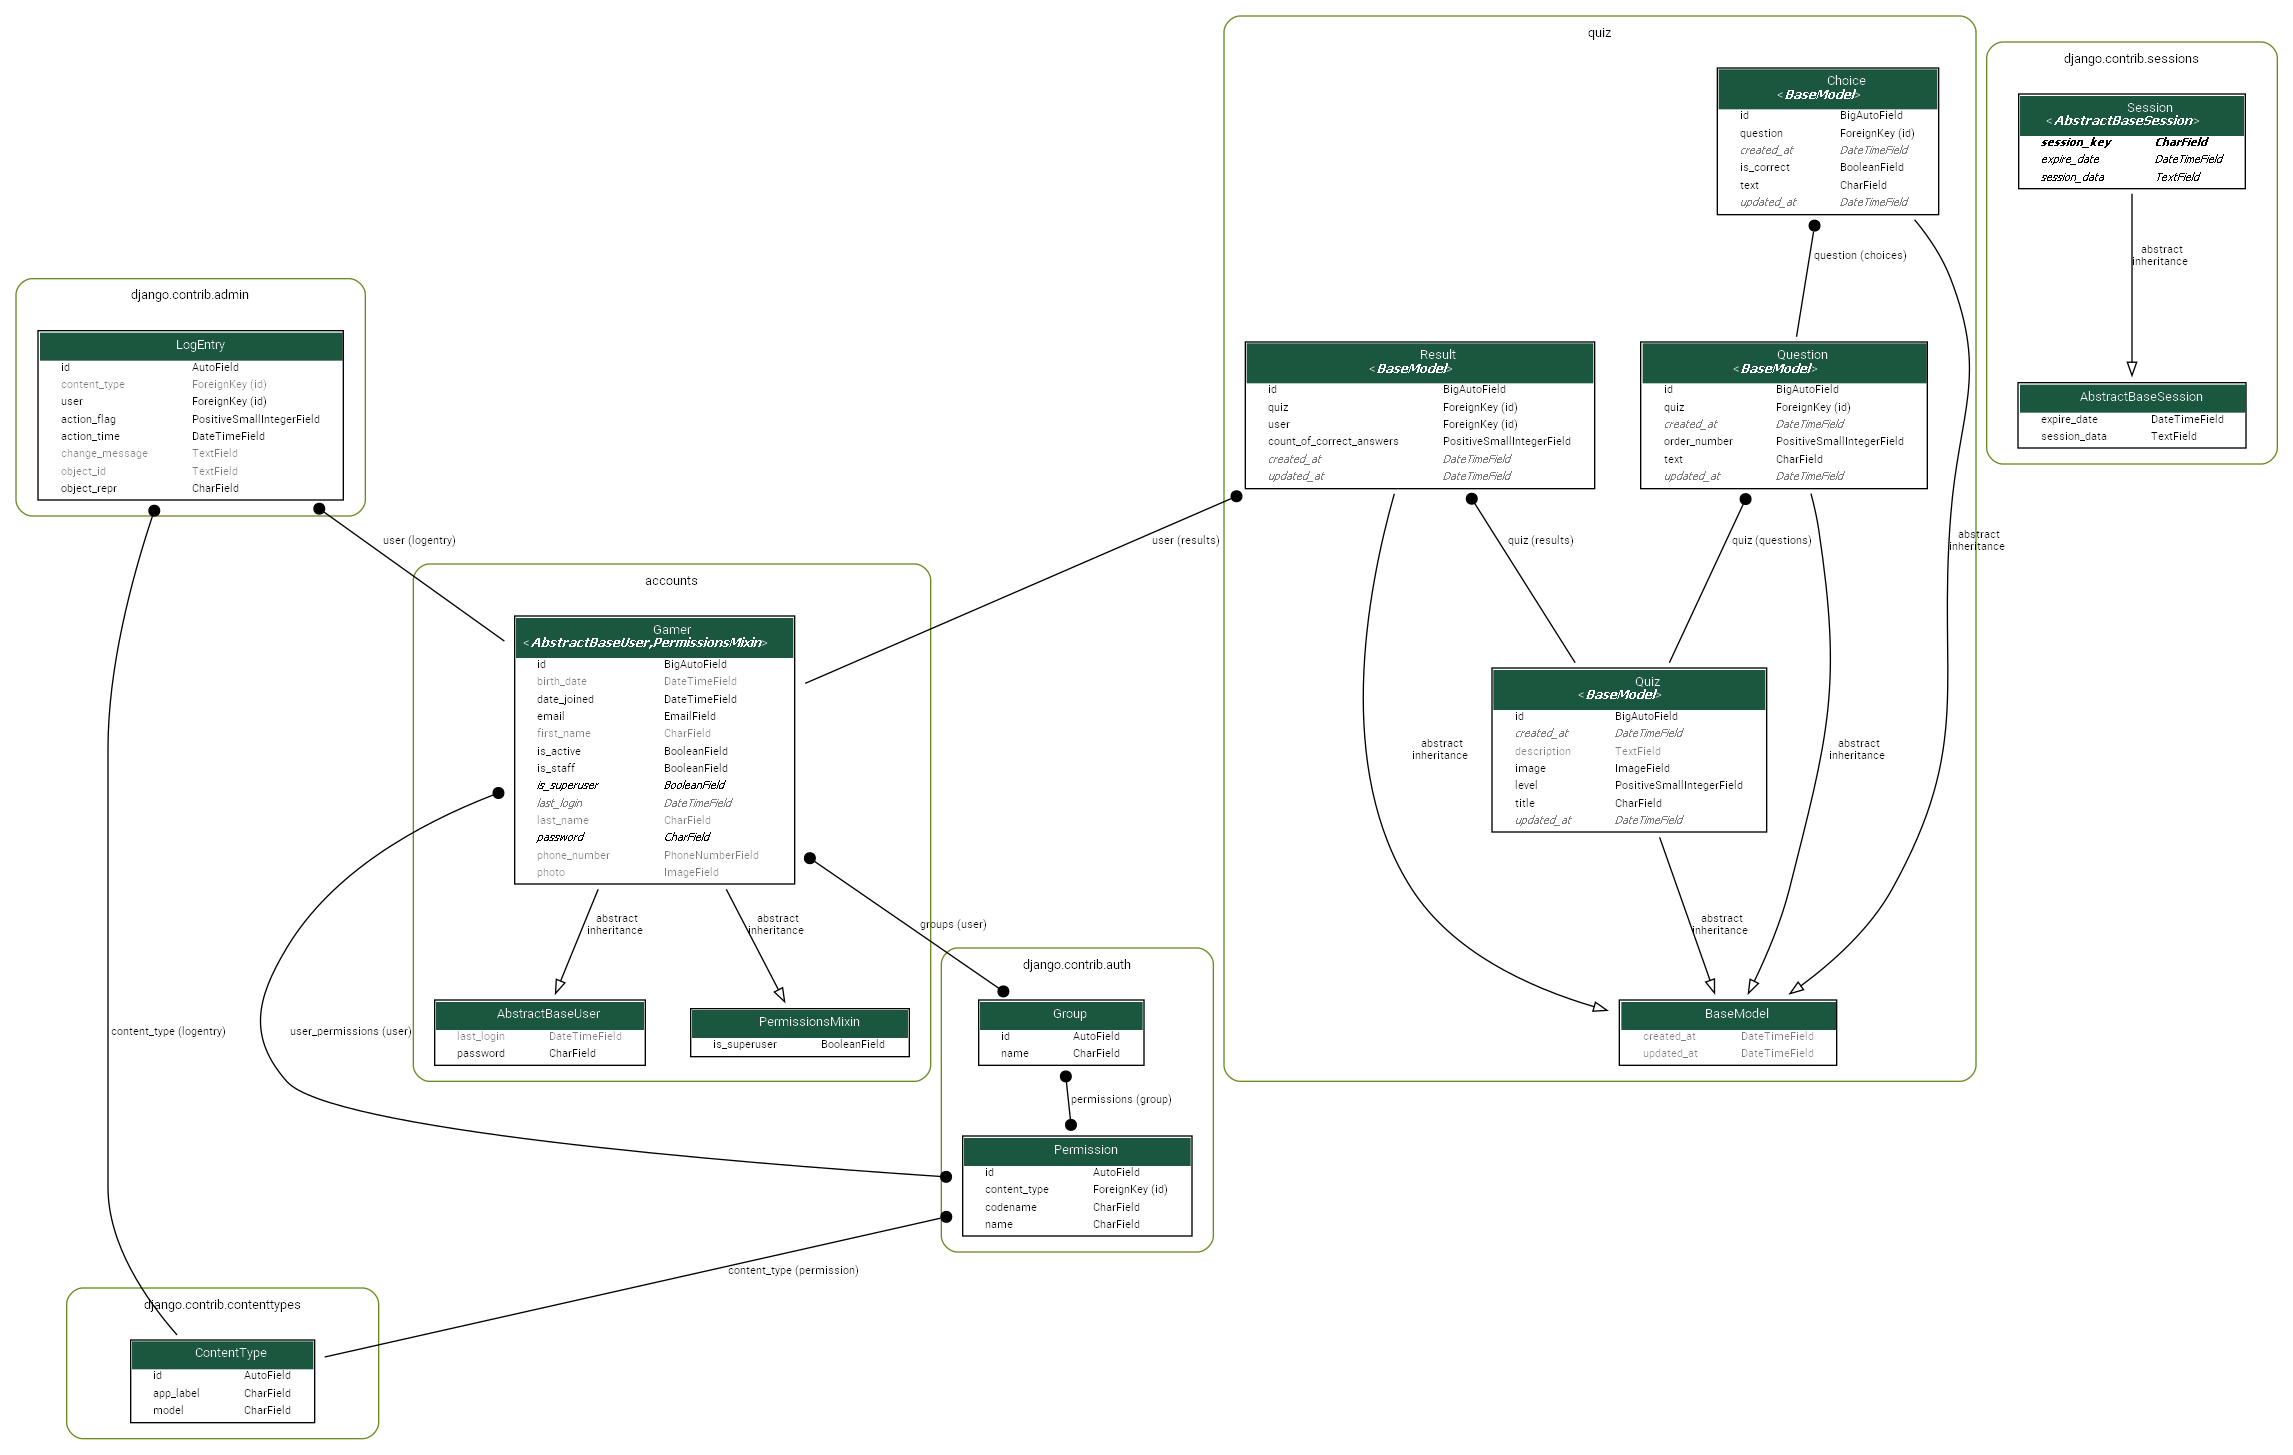 quiz
Choice
<BaseModel>
id BigAutoField
question ForeignKey (id)
created_at DateTimeField
is_correct BooleanField
text CharField
updated_at DateTimeField
question (choices)
django.contrib.sessions
Session
<AbstractBaseSession>
session_key CharField
expire_date DateTimeField
session_data TextField
abstract
inheritance
AbstractBaseSession
expire_date DateTimeField
session_data TextField
django.contrib.admin
LogEntry
id AutoField
content_type ForeignKey (id)
user ForeignKey (id)
action_flag PositiveSmallIntegerField
action_time DateTimeField
change_message TextField
object_id TextField
object_repr CharField
user (logentry)
Result
<BaseModel>
id BigAutoField
quiz ForeignKey (id)
user ForeignKey (id)
count_of_correct_answers PositiveSmallIntegerField
created_at DateTimeField
updated_at DateTimeField
Question
<BaseModel>
id BigAutoField
quiz ForeignKey (id)
created_at DateTimeField
order_number PositiveSmallIntegerField
text CharField
updated_at DateTimeField
user (results)
quiz (results)
quiz (questions)
abstract
inheritance
accounts
Gamer
<AbstractBaseUser,PermissionsMixin>
id BigAutoField
birth_date DateTimeField
date_joined DateTimeField
email EmailField
first_name CharField
is_active BooleanField
is_staff BooleanField
is_superuser BooleanField
last_login DateTimeField
last_name CharField
password CharField
phone_number PhoneNumberField
photo ImageField
Quiz
<BaseModel>
id BigAutoField
created_at DateTimeField
description TextField
image ImageField
level PositiveSmallIntegerField
title CharField
updated_at DateTimeField
abstract
inheritance
abstract
inheritance
abstract
inheritance
abstract
inheritance
groups (user)
abstract
inheritance
AbstractBaseUser
last_login DateTimeField
password CharField
PermissionsMixin
is_superuser BooleanField
django.contrib.auth
Group
id AutoField
name CharField
BaseModel
created_at DateTimeField
updated_at DateTimeField
content_type (logentry)
user_permissions (user)
permissions (group)
Permission
id AutoField
content_type ForeignKey (id)
codename CharField
name CharField
content_type (permission)
django.contrib.contenttypes
ContentType
id AutoField
app_label CharField
model CharField